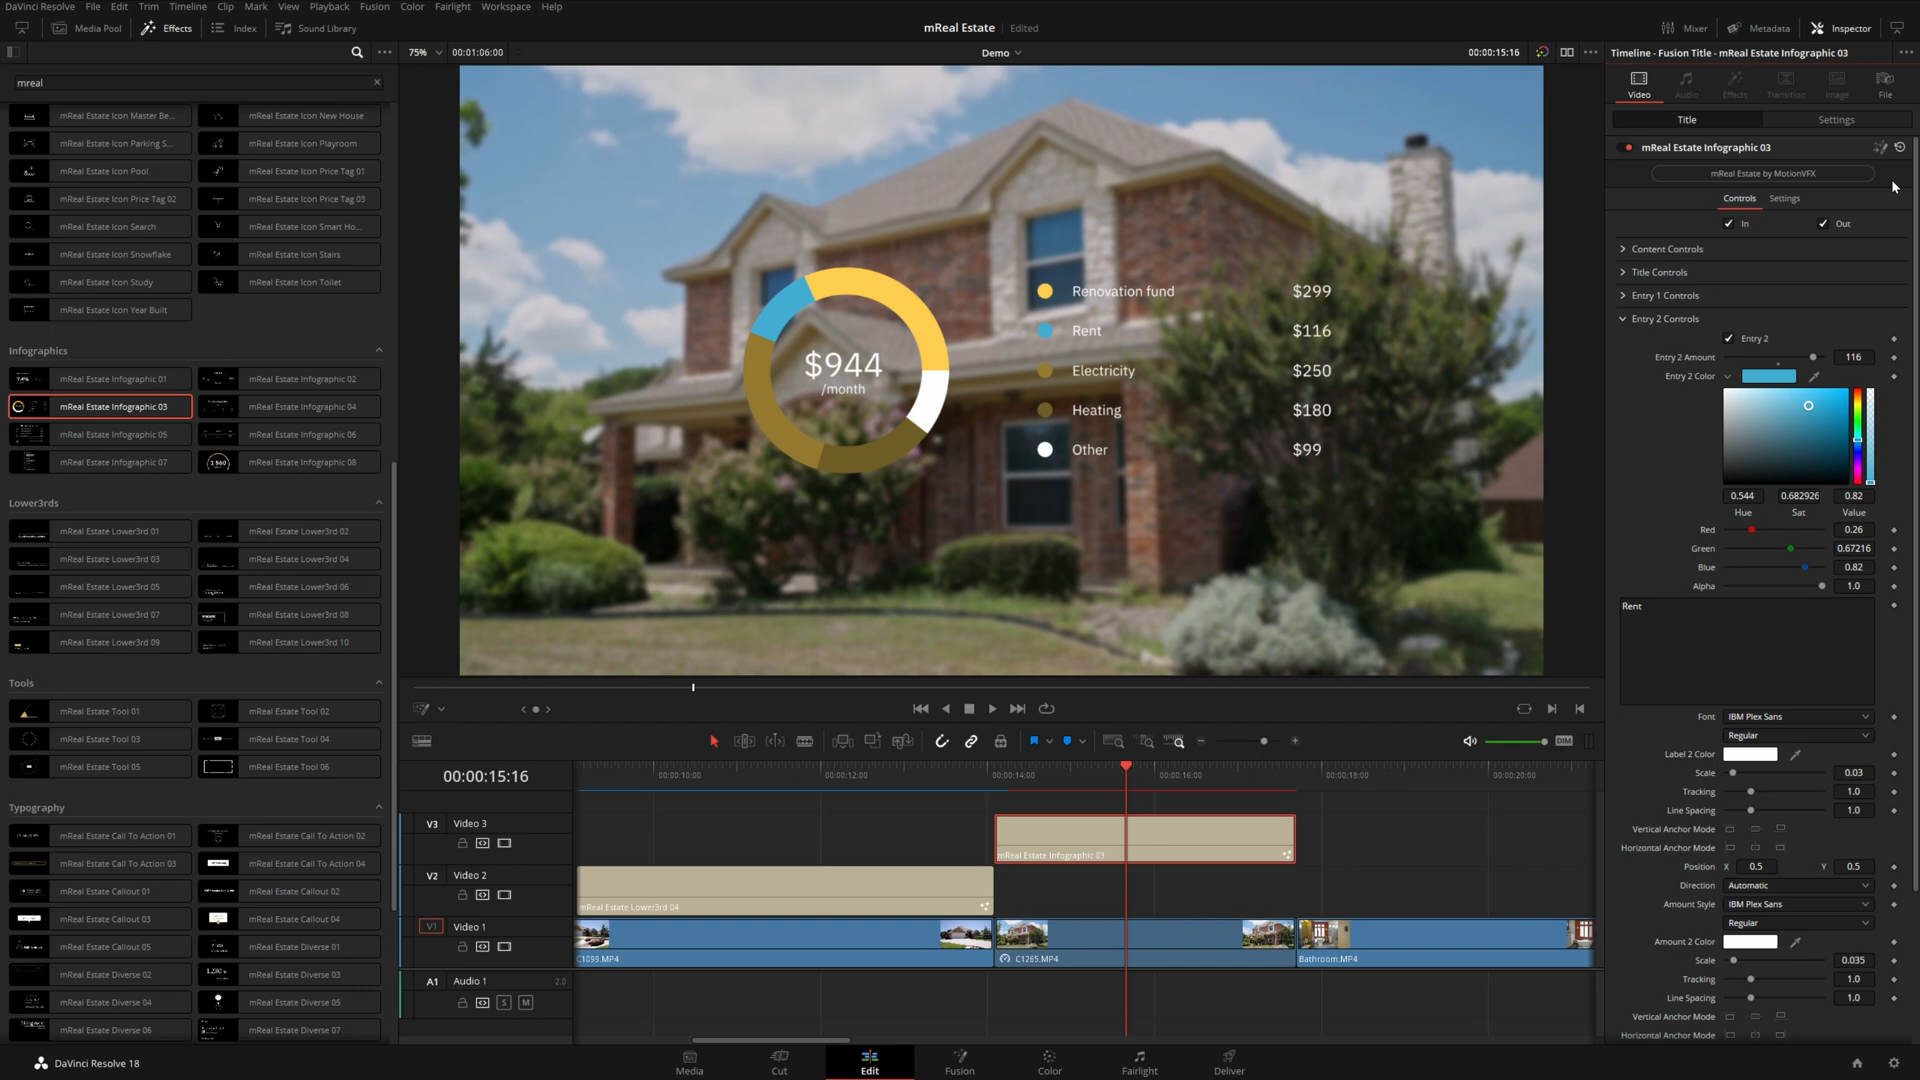 DaVinci Resolve File Edit Trim Timeline Clip Mark View Playback Fusion Color Fairlight Workspace Help
Media Pool Effects Index Sound Library
mReal Estate Edited
Mixer Metadata Inspector
75% 00:01:06:00 Demo 00:00:15:16
Timeline - Fusion Title - mReal Estate Infographic 03
mreal
mReal Estate Icon Master Be... mReal Estate Icon New House
mReal Estate Icon Parking S... mReal Estate Icon Playroom
mReal Estate Icon Pool mReal Estate Icon Price Tag 01
mReal Estate Icon Price Tag 02 mReal Estate Icon Price Tag 03
mReal Estate Icon Search mReal Estate Icon Smart Ho...
mReal Estate Icon Snowflake mReal Estate Icon Stairs
mReal Estate Icon Study mReal Estate Icon Toilet
mReal Estate Icon Year Built
Infographics
mReal Estate Infographic 01 mReal Estate Infographic 02
mReal Estate Infographic 03 mReal Estate Infographic 04
mReal Estate Infographic 05 mReal Estate Infographic 06
mReal Estate Infographic 07 mReal Estate Infographic 08
Lower3rds
mReal Estate Lower3rd 01 mReal Estate Lower3rd 02
mReal Estate Lower3rd 03 mReal Estate Lower3rd 04
mReal Estate Lower3rd 05 mReal Estate Lower3rd 06
mReal Estate Lower3rd 07 mReal Estate Lower3rd 08
mReal Estate Lower3rd 09 mReal Estate Lower3rd 10
Tools
mReal Estate Tool 01 mReal Estate Tool 02
mReal Estate Tool 03 mReal Estate Tool 04
mReal Estate Tool 05 mReal Estate Tool 06
Typography
mReal Estate Call To Action 01 mReal Estate Call To Action 02
mReal Estate Call To Action 03 mReal Estate Call To Action 04
mReal Estate Callout 01 mReal Estate Callout 02
mReal Estate Callout 03 mReal Estate Callout 04
mReal Estate Callout 05 mReal Estate Diverse 01
mReal Estate Diverse 02 mReal Estate Diverse 03
mReal Estate Diverse 04 mReal Estate Diverse 05
mReal Estate Diverse 06 mReal Estate Diverse 07
$944
/month
Renovation fund $299
Rent $116
Electricity $250
Heating $180
Other $99
DIM
00:00:15:16
00:00:10:00 00:00:12:00 00:00:14:00 00:00:16:00 00:00:18:00 00:00:20:00
V3 Video 3
mReal Estate Infographic 03
V2 Video 2
mReal Estate Lower3rd 04
V1 Video 1
C1099.MP4 C1265.MP4 Bathroom.MP4
A1 Audio 1 2.0
S M
Video Audio Effects Transition Image File
Title Settings
mReal Estate Infographic 03
mReal Estate by MotionVFX
Controls Settings
In Out
Content Controls
Title Controls
Entry 1 Controls
Entry 2 Controls
Entry 2
Entry 2 Amount 116
Entry 2 Color
0.544 0.682926 0.82
Hue Sat Value
Red 0.26
Green 0.67216
Blue 0.82
Alpha 1.0
Rent
Font IBM Plex Sans
Regular
Label 2 Color
Scale 0.03
Tracking 1.0
Line Spacing 1.0
Vertical Anchor Mode
Horizontal Anchor Mode
Position X 0.5 Y 0.5
Direction Automatic
Amount Style IBM Plex Sans
Regular
Amount 2 Color
Scale 0.035
Tracking 1.0
Line Spacing 1.0
Vertical Anchor Mode
Horizontal Anchor Mode
DaVinci Resolve 18
Media Cut Edit Fusion Color Fairlight Deliver